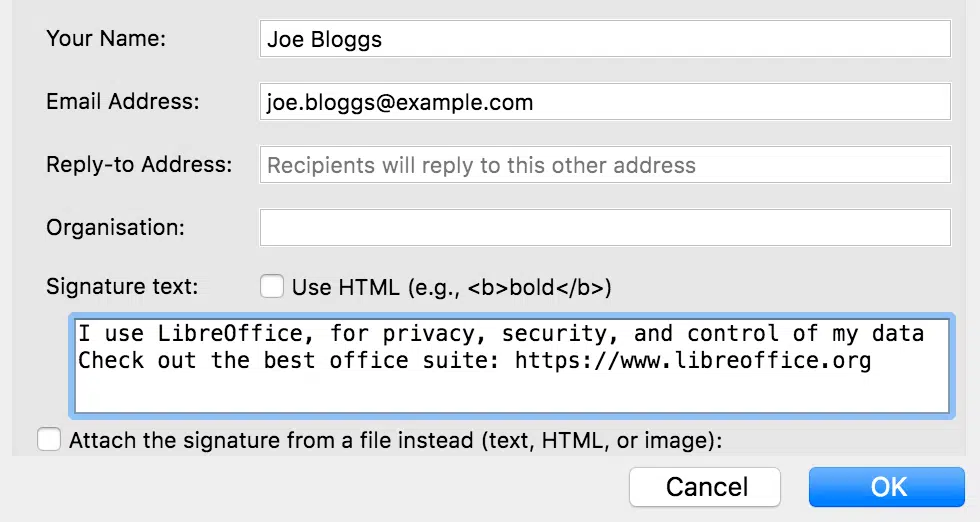 Your Name: Joe Bloggs
Email Address: joe.bloggs@example.com
Reply-to Address: Recipients will reply to this other address
Organisation:
Signature text: Use HTML (e.g., <b>bold</b>)
I use LibreOffice, for privacy, security, and control of my data
Check out the best office suite: https://www.libreoffice.org
Attach the signature from a file instead (text, HTML, or image):
Cancel OK